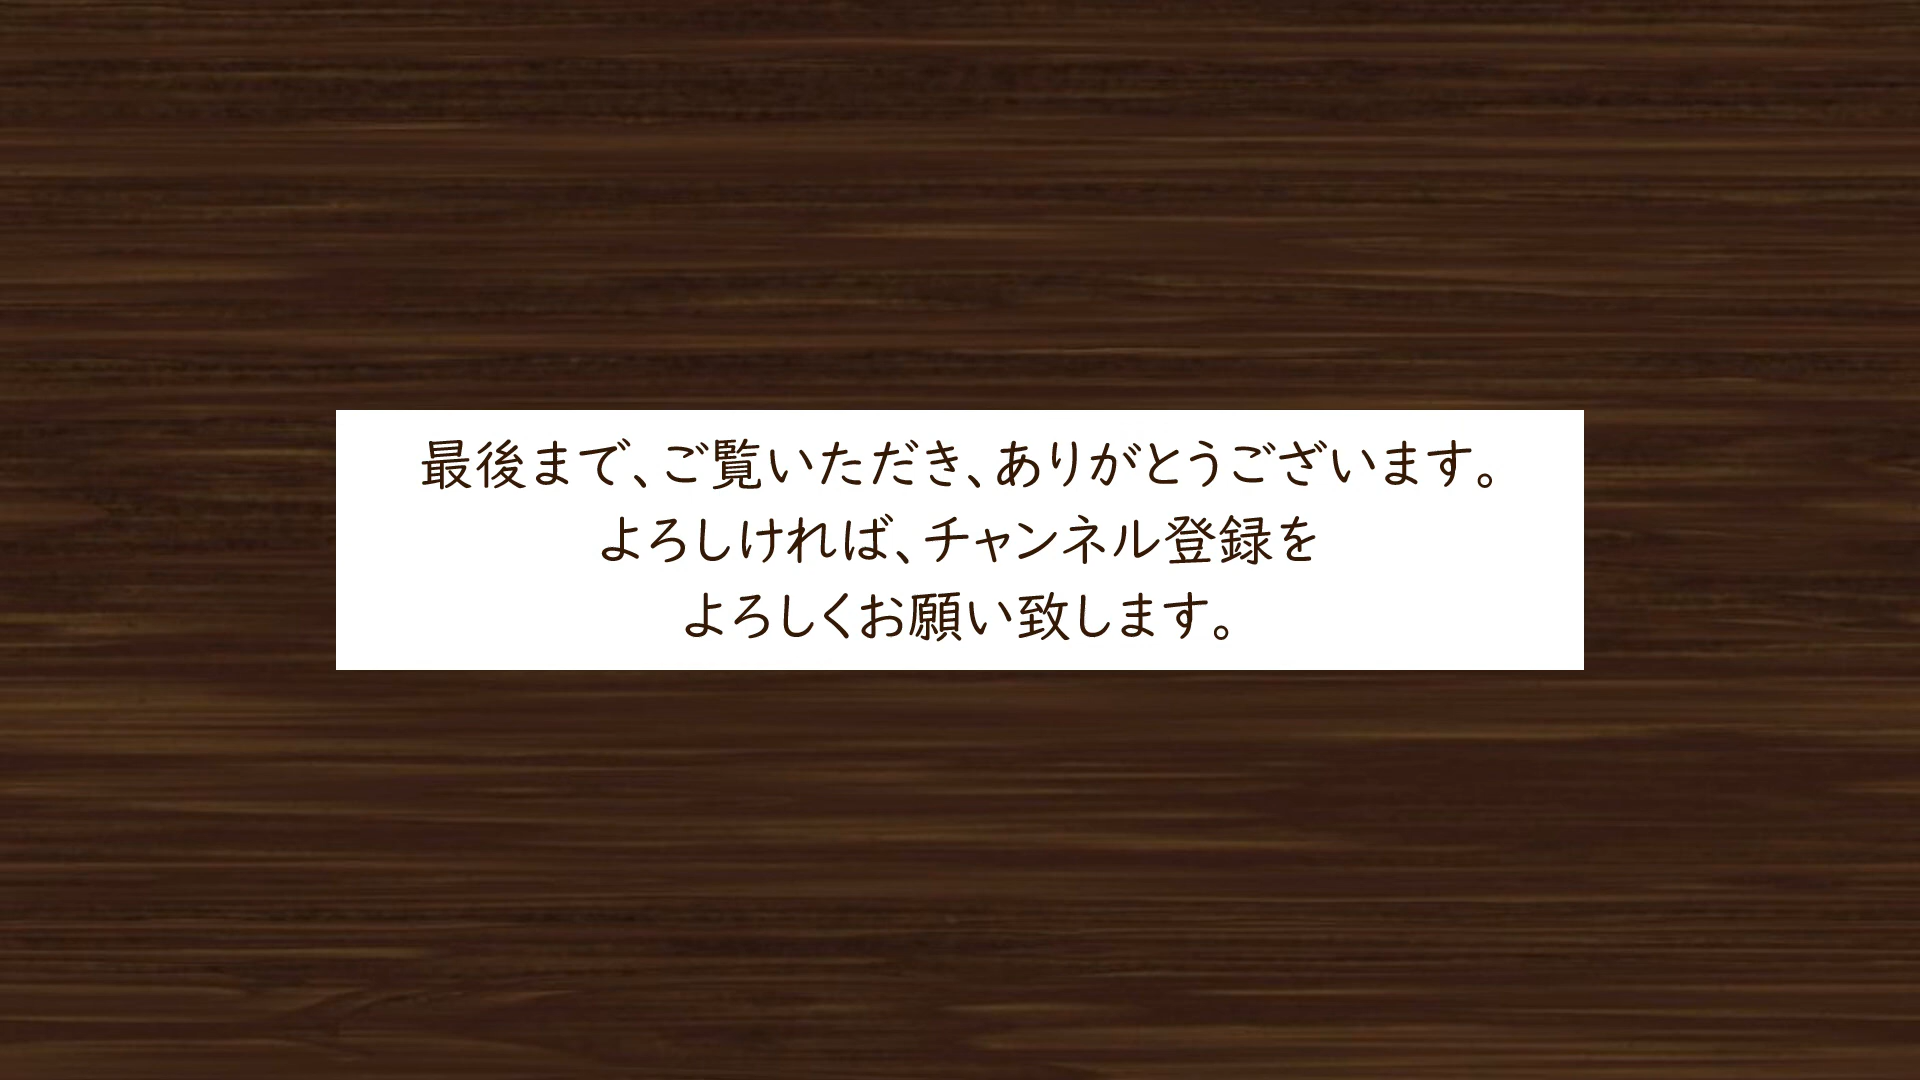 最後まで、ご覧いただき、ありがとうございます。
よろしければ、チャンネル登録を
よろしくお願い致します。